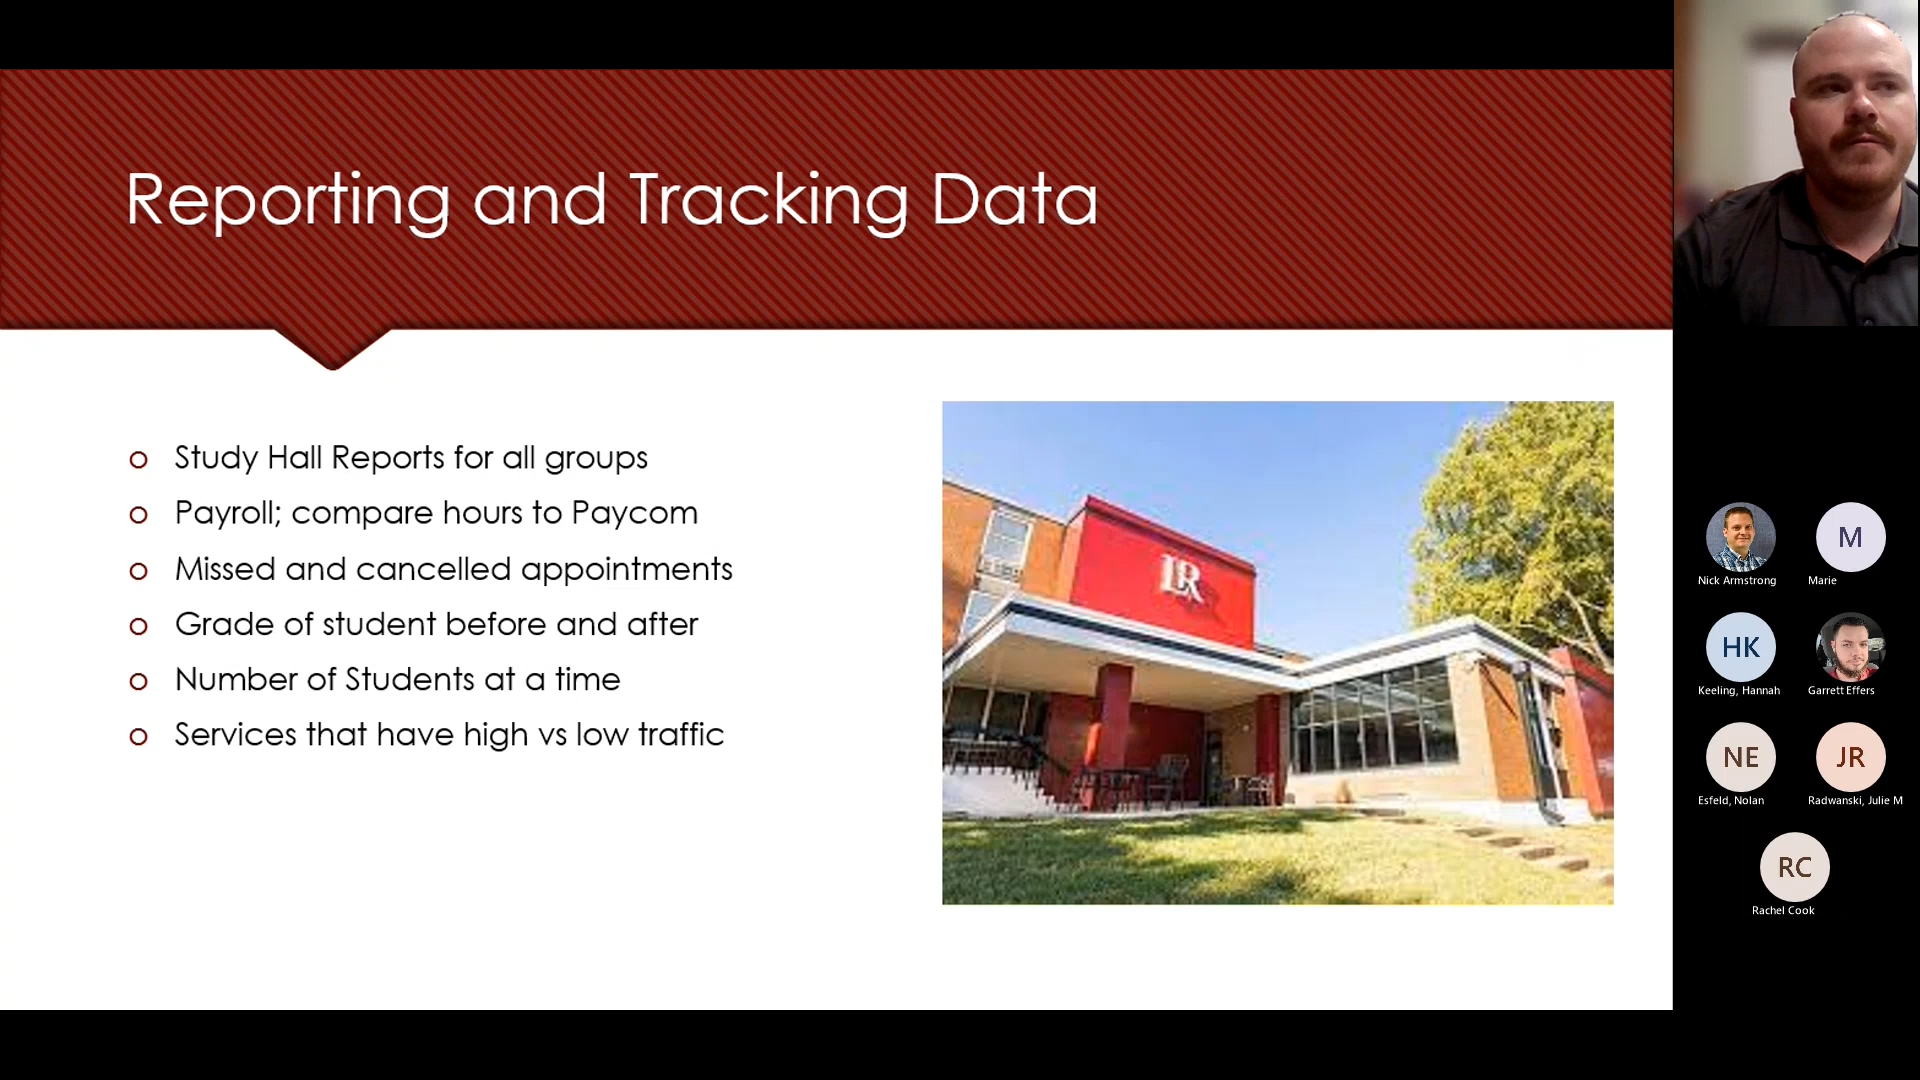 Reporting and Tracking Data
Study Hall Reports for all groups
Payroll; compare hours to Paycom
Missed and cancelled appointments
Grade of student before and after
Number of Students at a time
Services that have high vs low traffic
LR
Nick Armstrong
M
Marie
HK
Keeling, Hannah
Garrett Effers
NE
Esfeld, Nolan
JR
Radwanski, Julie M
RC
Rachel Cook